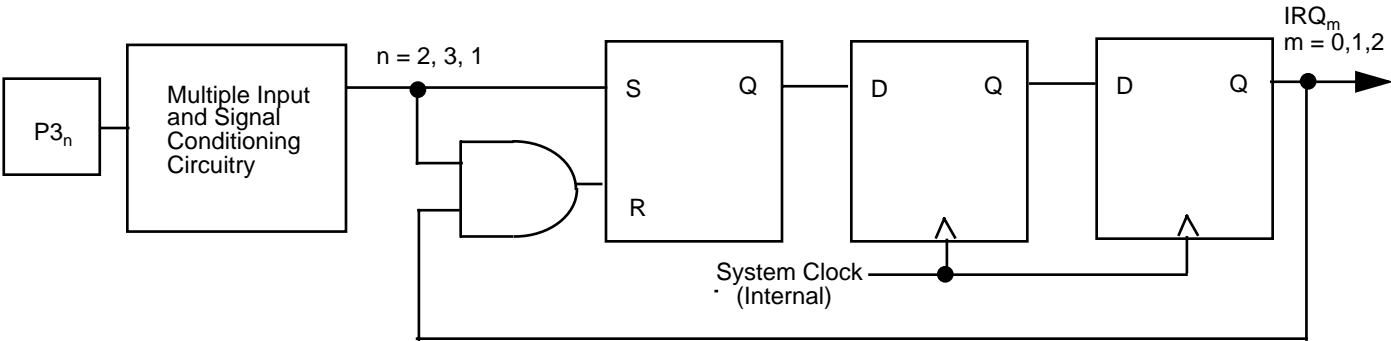 IRQm
m = 0,1,2
n = 2, 3, 1
P3n
Multiple Input
and Signal
Conditioning
Circuitry
S
Q
R
D
Q
D
Q
System Clock
(Internal)